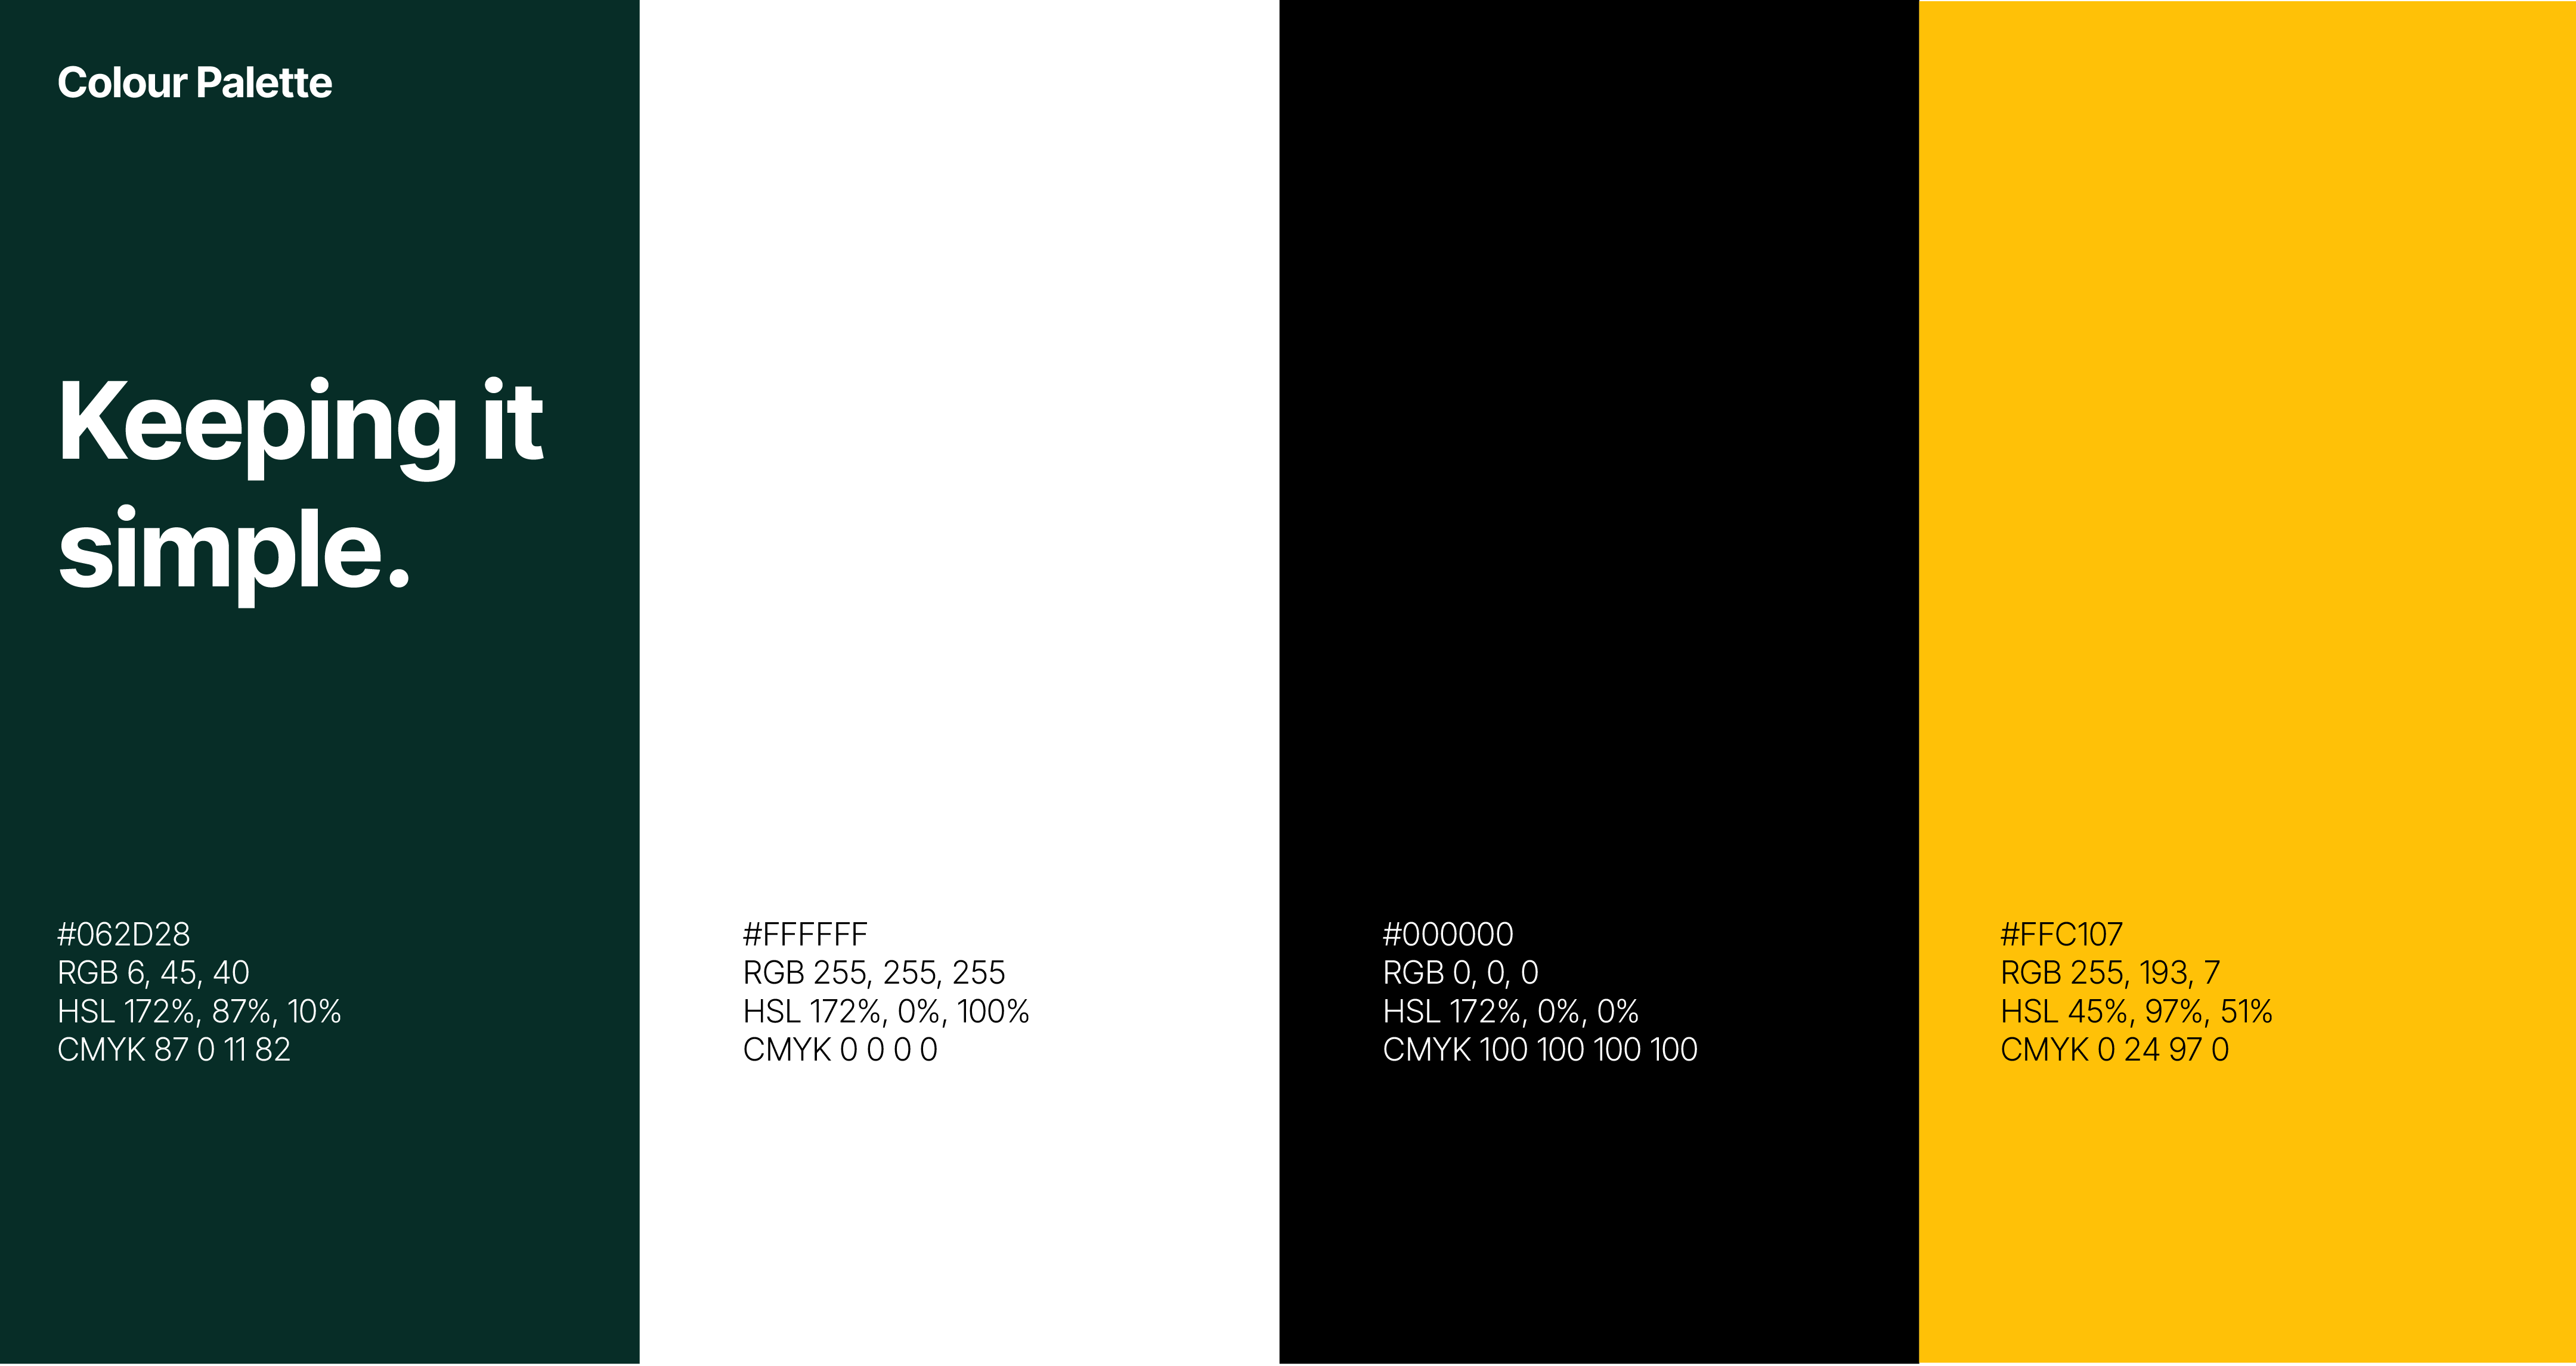 Colour Palette
Keeping it
simple.
#062D28
RGB 6, 45, 40
HSL 172%, 87%, 10%
CMYK 87 0 11 82
#FFFFFF
RGB 255, 255, 255
HSL 172%, 0%, 100%
CMYK 0 0 0 0
#000000
RGB 0, 0, 0
HSL 172%, 0%, 0%
CMYK 100 100 100 100
#FFC107
RGB 255, 193, 7
HSL 45%, 97%, 51%
CMYK 0 24 97 0